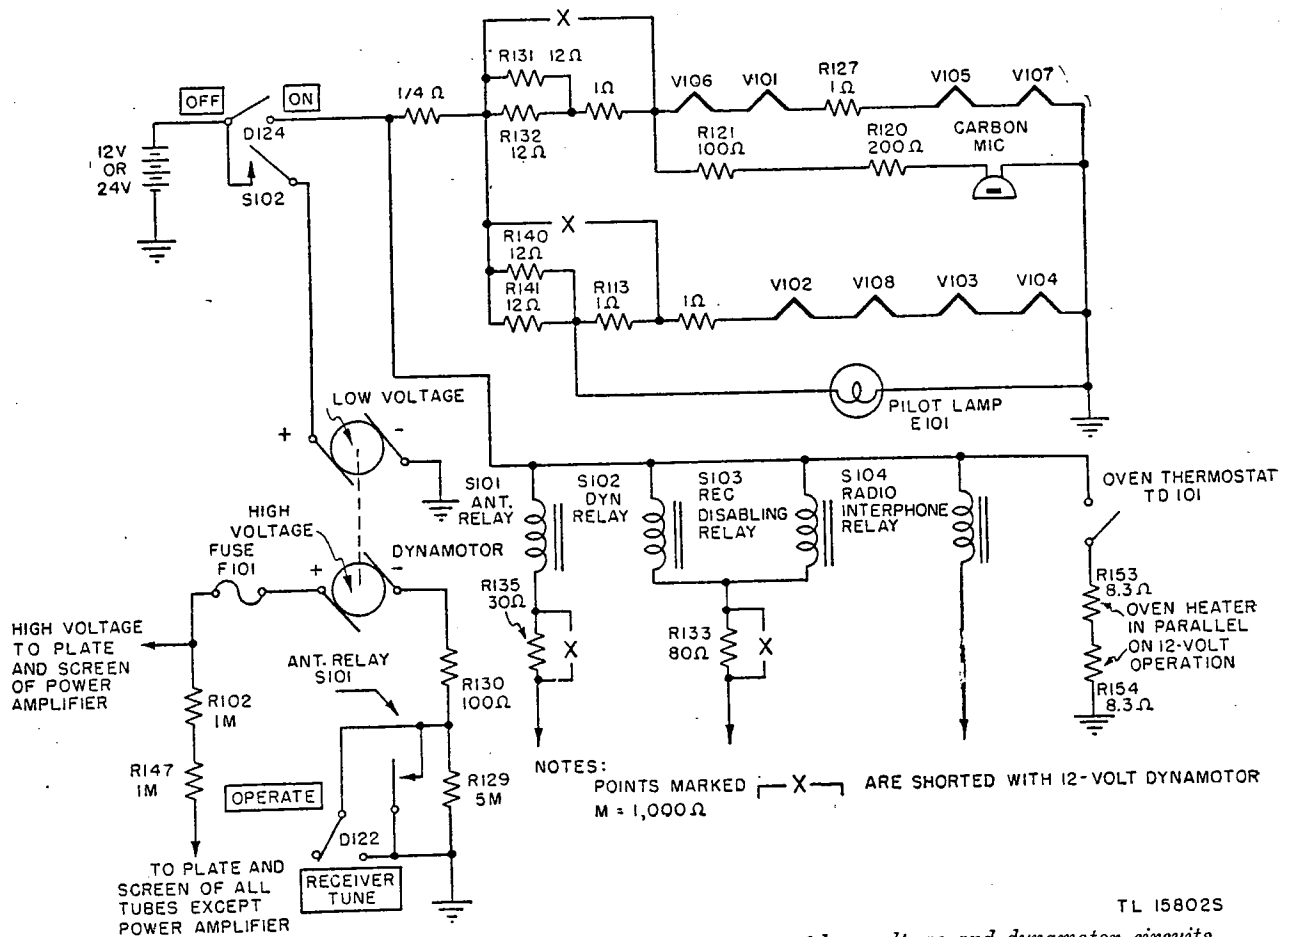 X
R131 12Ω
1/4 Ω
1Ω
R132
12Ω
V106
V101
R127
1Ω
V105
V107
OFF
ON
D124
S102
12V
OR
24V
R121
100Ω
R120
200Ω
CARBON
MIC
X
R140
12Ω
R141
12Ω
R113
1Ω
1Ω
V102
V108
V103
V104
PILOT LAMP
E101
LOW VOLTAGE
+
-
HIGH
VOLTAGE
FUSE
F101
+
-
DYNAMOTOR
S101
ANT.
RELAY
S102
DYN
RELAY
S103
REC
DISABLING
RELAY
S104
RADIO
INTERPHONE
RELAY
OVEN THERMOSTAT
TD 101
R135
30Ω
X
R133
80Ω
X
R153
8.3Ω
OVEN HEATER
IN PARALLEL
ON 12-VOLT
OPERATION
R154
8.3Ω
HIGH VOLTAGE
TO PLATE
AND SCREEN
OF POWER
AMPLIFIER
ANT. RELAY
S101
R102
1M
R130
100Ω
R147
1M
OPERATE
R129
5M
D122
RECEIVER
TUNE
TO PLATE AND
SCREEN OF ALL
TUBES EXCEPT
POWER AMPLIFIER
NOTES:
POINTS MARKED X ARE SHORTED WITH 12-VOLT DYNAMOTOR
M = 1,000Ω
TL 15802S
and dynamotor circuits